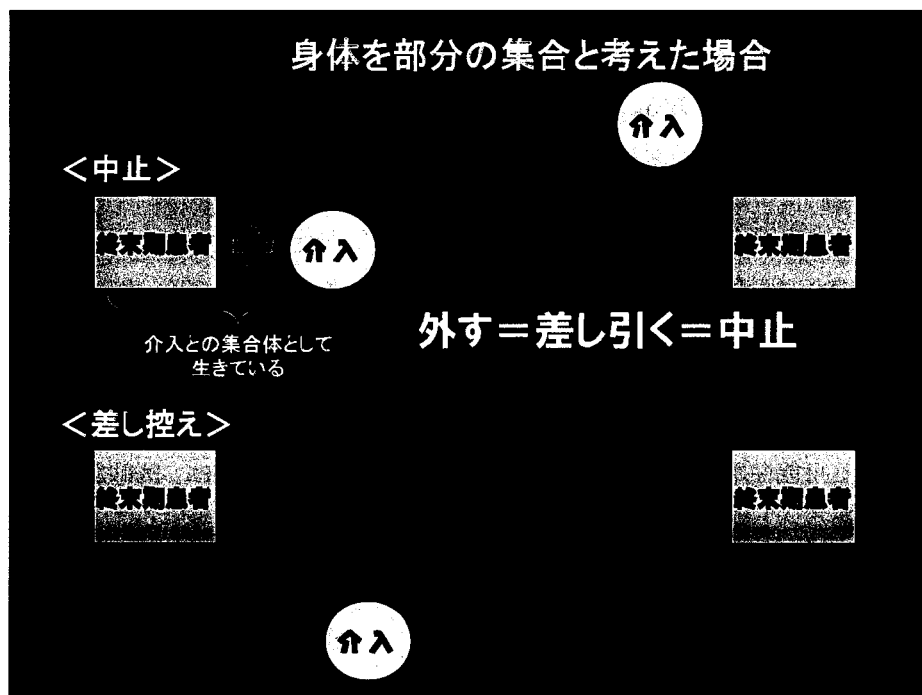 身体を部分の集合と考えた場合
介入
＜中止＞
終末期患者
介入
終末期患者
介入との集合体として
生きている
外す＝差し引く＝中止
＜差し控え＞
終末期患者
終末期患者
介入